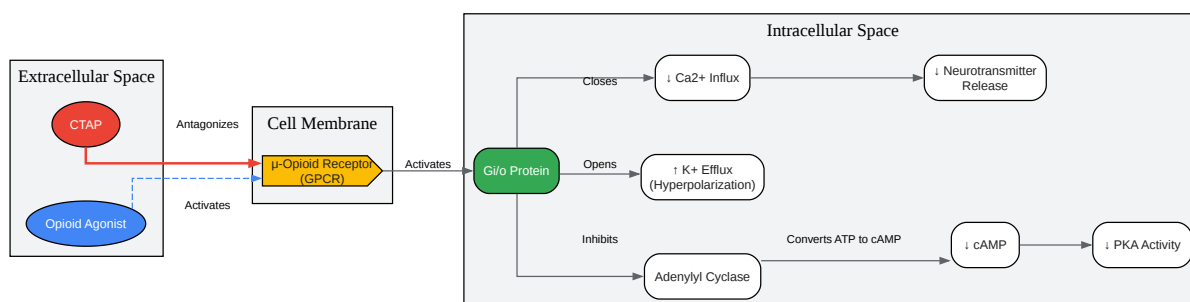 Extracellular Space
CTAP
Opioid Agonist
Antagonizes
Activates
Cell Membrane
μ-Opioid Receptor
(GPCR)
Activates
Intracellular Space
Gi/o Protein
Closes
↓ Ca2+ Influx
↓ Neurotransmitter
Release
Opens
↑ K+ Efflux
(Hyperpolarization)
Inhibits
Adenylyl Cyclase
Converts ATP to cAMP
↓ cAMP
↓ PKA Activity